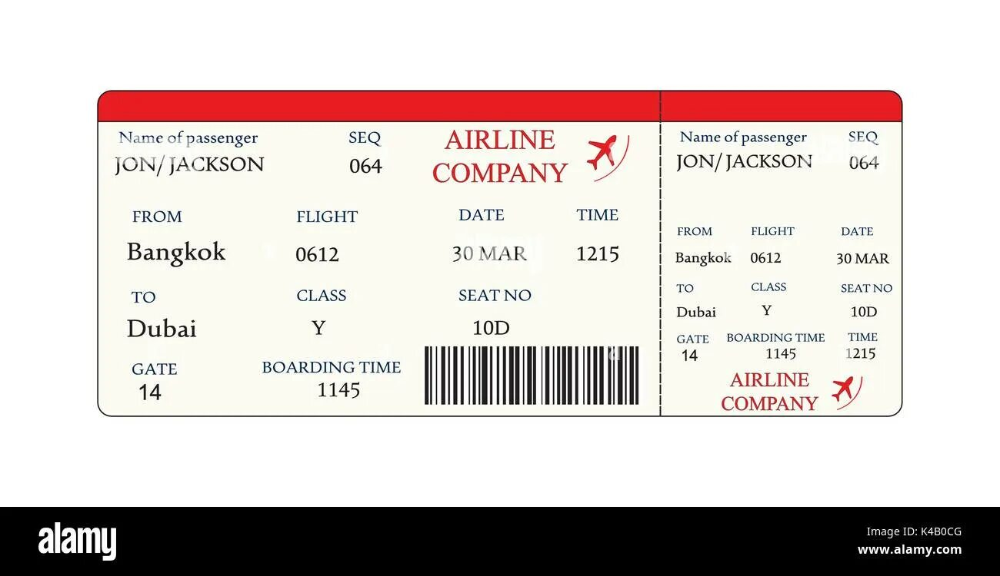 Name of passenger SEQ
JON/ JACKSON 064
AIRLINE
COMPANY
FROM FLIGHT DATE TIME
Bangkok 0612 30 MAR 1215
TO CLASS SEAT NO
Dubai Y 10D
GATE BOARDING TIME
14 1145
Name of passenger SEQ
JON/ JACKSON 064
FROM FLIGHT DATE
Bangkok 0612 30 MAR
TO CLASS SEAT NO
Dubai Y 10D
GATE BOARDING TIME TIME
14 1145 1215
AIRLINE
COMPANY
alamy
Image ID: K4B0CG
www.alamy.com